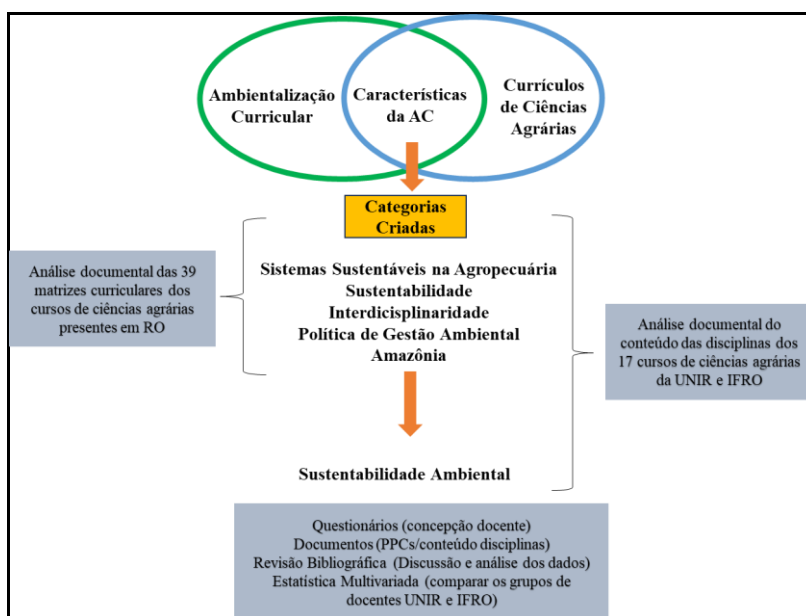 Ambientalização
Curricular
Características
da AC
Currículos
de Ciências
Agrárias
Categorias
Criadas
Análise documental das 39
matrizes curriculares dos
cursos de ciências agrárias
presentes em RO
Sistemas Sustentáveis na Agropecuária
Sustentabilidade
Interdisciplinaridade
Política de Gestão Ambiental
Amazônia
Análise documental do
conteúdo das disciplinas dos
17 cursos de ciências agrárias
da UNIR e IFRO
Sustentabilidade Ambiental
Questionários (concepção docente)
Documentos (PPCs/conteúdo disciplinas)
Revisão Bibliográfica (Discussão e análise dos dados)
Estatística Multivariada (comparar os grupos de
docentes UNIR e IFRO)